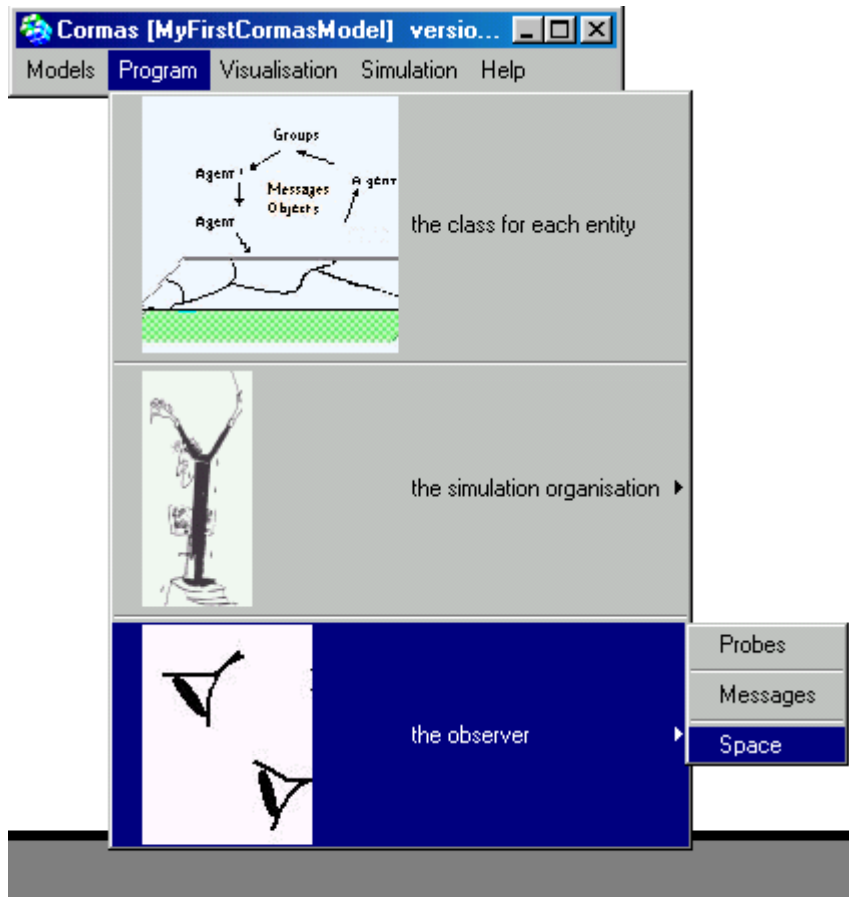 Cormas [MyFirstCormasModel] versio...
Models Program Visualisation Simulation Help
Groups
Agent
Agent
Messages
Objects
Agent
the class for each entity
the simulation organisation
the observer
Probes
Messages
Space